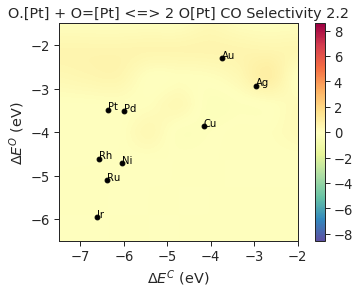 O.[Pt] + O=[Pt] <=> 2 O[Pt] CO Selectivity 2.2
−2
−3
−4
−5
−6
ΔE^O (eV)
Au
Ag
Pt
Pd
Cu
Rh
Ni
Ru
Ir
−7
−6
−5
−4
−3
−2
ΔE^C (eV)
8
6
4
2
0
−2
−4
−6
−8